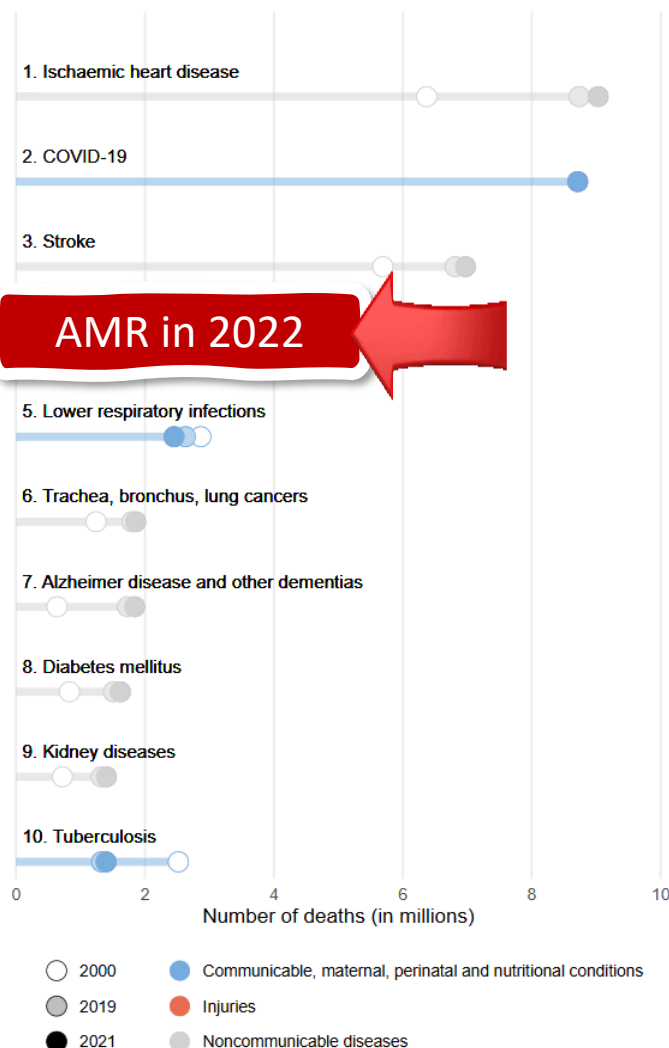 1. Ischaemic heart disease
2. COVID-19
3. Stroke
AMR in 2022
5. Lower respiratory infections
6. Trachea, bronchus, lung cancers
7. Alzheimer disease and other dementias
8. Diabetes mellitus
9. Kidney diseases
10. Tuberculosis
0 2 4 6 8 10
Number of deaths (in millions)
2000 Communicable, maternal, perinatal and nutritional conditions
2019 Injuries
2021 Noncommunicable diseases